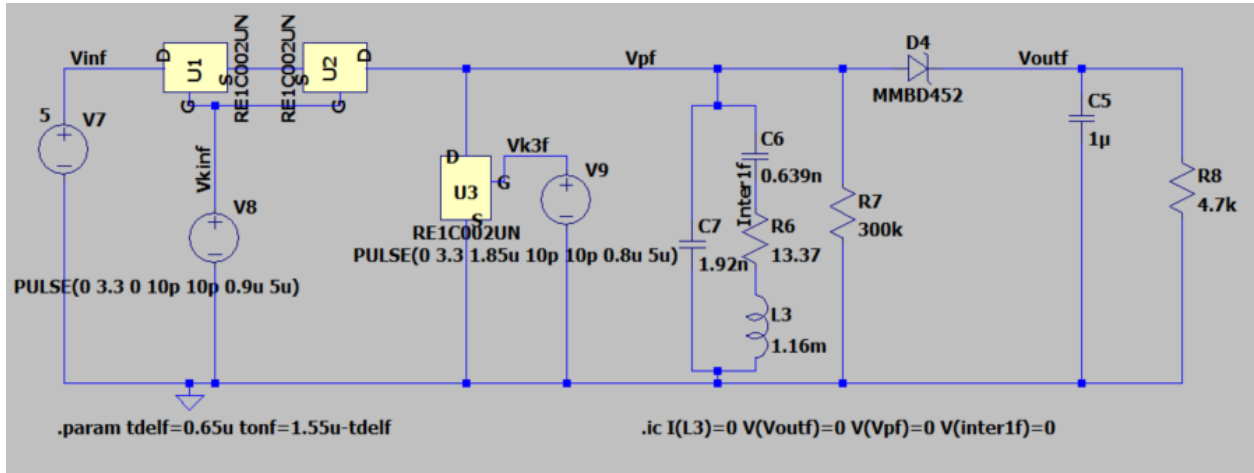 Vinf
D
U1
S
G
RE1C002UN
RE1C002UN
S
U2
D
G
Vpf
D4
MMBD452
Voutf
5
V7
Vkinf
V8
PULSE(0 3.3 0 10p 10p 0.9u 5u)
D
U3
G
S
RE1C002UN
Vk3f
V9
PULSE(0 3.3 1.85u 10p 10p 0.8u 5u)
C7
1.92n
C6
0.639n
Inter1f
R6
13.37
L3
1.16m
R7
300k
C5
1µ
R8
4.7k
.param tdelf=0.65u tonf=1.55u-tdelf
.ic I(L3)=0 V(Voutf)=0 V(Vpf)=0 V(inter1f)=0